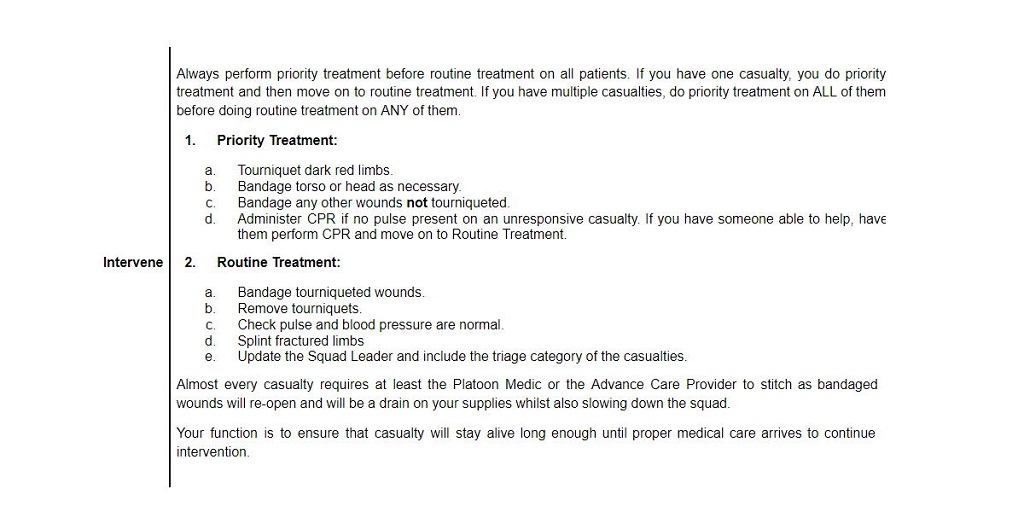 Always perform priority treatment before routine treatment on all patients. If you have one casualty, you do priority
treatment and then move on to routine treatment. If you have multiple casualties, do priority treatment on ALL of them
before doing routine treatment on ANY of them.
1. Priority Treatment:
a. Tourniquet dark red limbs.
b. Bandage torso or head as necessary.
c. Bandage any other wounds not tourniqueted.
d. Administer CPR if no pulse present on an unresponsive casualty. If you have someone able to help, have
them perform CPR and move on to Routine Treatment.
Intervene
2. Routine Treatment:
a. Bandage tourniqueted wounds.
b. Remove tourniquets.
c. Check pulse and blood pressure are normal.
d. Splint fractured limbs
e. Update the Squad Leader and include the triage category of the casualties.
Almost every casualty requires at least the Platoon Medic or the Advance Care Provider to stitch as bandaged
wounds will re-open and will be a drain on your supplies whilst also slowing down the squad.
Your function is to ensure that casualty will stay alive long enough until proper medical care arrives to continue
intervention.